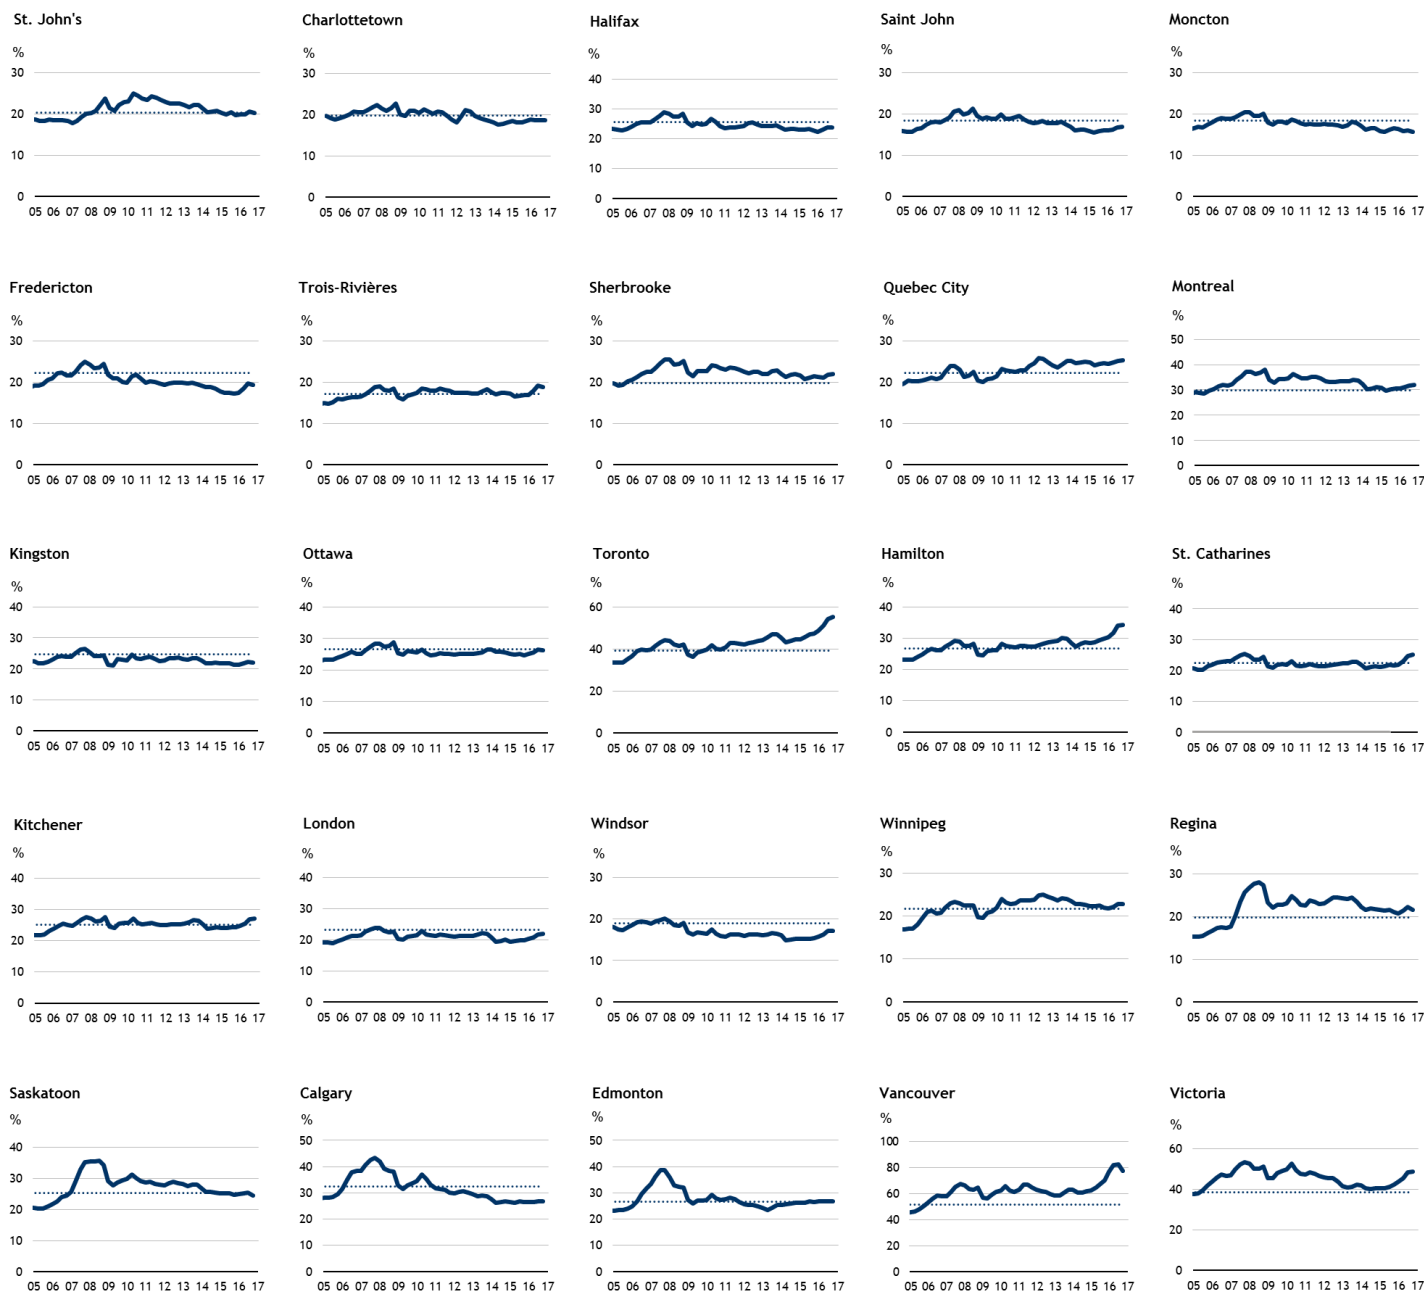 St. John's
%
30
20
10
0
05 06 07 08 09 10 11 12 13 14 15 16 17
Charlottetown
%
30
20
10
0
05 06 07 08 09 10 11 12 13 14 15 16 17
Halifax
%
40
30
20
10
0
05 06 07 08 09 10 11 12 13 14 15 16 17
Saint John
%
30
20
10
0
05 06 07 08 09 10 11 12 13 14 15 16 17
Moncton
%
30
20
10
0
05 06 07 08 09 10 11 12 13 14 15 16 17
Fredericton
%
30
20
10
0
05 06 07 08 09 10 11 12 13 14 15 16 17
Trois-Rivières
%
30
20
10
0
05 06 07 08 09 10 11 12 13 14 15 16 17
Sherbrooke
%
30
20
10
0
05 06 07 08 09 10 11 12 13 14 15 16 17
Quebec City
%
30
20
10
0
05 06 07 08 09 10 11 12 13 14 15 16 17
Montreal
%
50
40
30
20
10
0
05 06 07 08 09 10 11 12 13 14 15 16 17
Kingston
%
40
30
20
10
0
05 06 07 08 09 10 11 12 13 14 15 16 17
Ottawa
%
40
30
20
10
0
05 06 07 08 09 10 11 12 13 14 15 16 17
Toronto
%
60
40
20
0
05 06 07 08 09 10 11 12 13 14 15 16 17
Hamilton
%
40
30
20
10
0
05 06 07 08 09 10 11 12 13 14 15 16 17
St. Catharines
%
40
30
20
10
0
05 06 07 08 09 10 11 12 13 14 15 16 17
Kitchener
%
40
30
20
10
0
05 06 07 08 09 10 11 12 13 14 15 16 17
London
%
40
30
20
10
0
05 06 07 08 09 10 11 12 13 14 15 16 17
Windsor
%
30
20
10
0
05 06 07 08 09 10 11 12 13 14 15 16 17
Winnipeg
%
30
20
10
0
05 06 07 08 09 10 11 12 13 14 15 16 17
Regina
%
30
20
10
0
05 06 07 08 09 10 11 12 13 14 15 16 17
Saskatoon
%
40
30
20
10
0
05 06 07 08 09 10 11 12 13 14 15 16 17
Calgary
%
50
40
30
20
10
0
05 06 07 08 09 10 11 12 13 14 15 16 17
Edmonton
%
50
40
30
20
10
0
05 06 07 08 09 10 11 12 13 14 15 16 17
Vancouver
%
100
80
60
40
20
0
05 06 07 08 09 10 11 12 13 14 15 16 17
Victoria
%
60
40
20
0
05 06 07 08 09 10 11 12 13 14 15 16 17